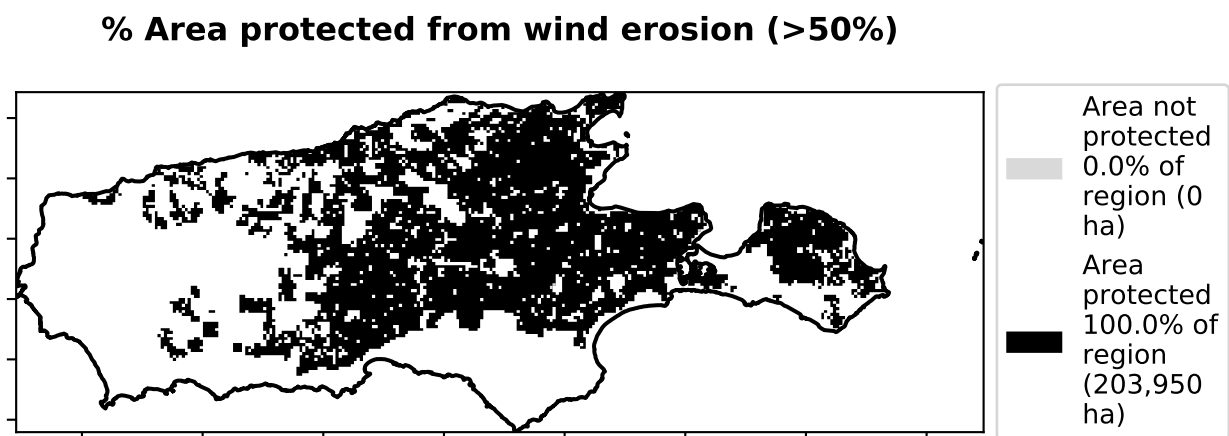 % Area protected from wind erosion (>50%)
Area not
protected
0.0% of
region (0
ha)
Area
protected
100.0% of
region
(203,950
ha)